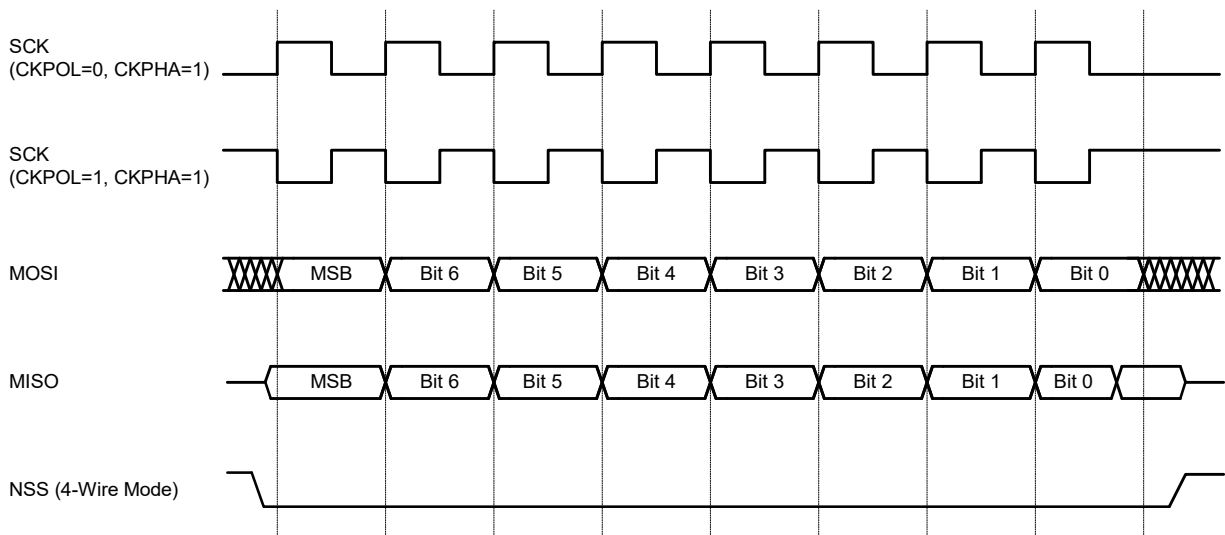 SCK
(CKPOL=0, CKPHA=1)
SCK
(CKPOL=1, CKPHA=1)
MOSI MSB Bit 6 Bit 5 Bit 4 Bit 3 Bit 2 Bit 1 Bit 0
MISO MSB Bit 6 Bit 5 Bit 4 Bit 3 Bit 2 Bit 1 Bit 0
NSS (4-Wire Mode)